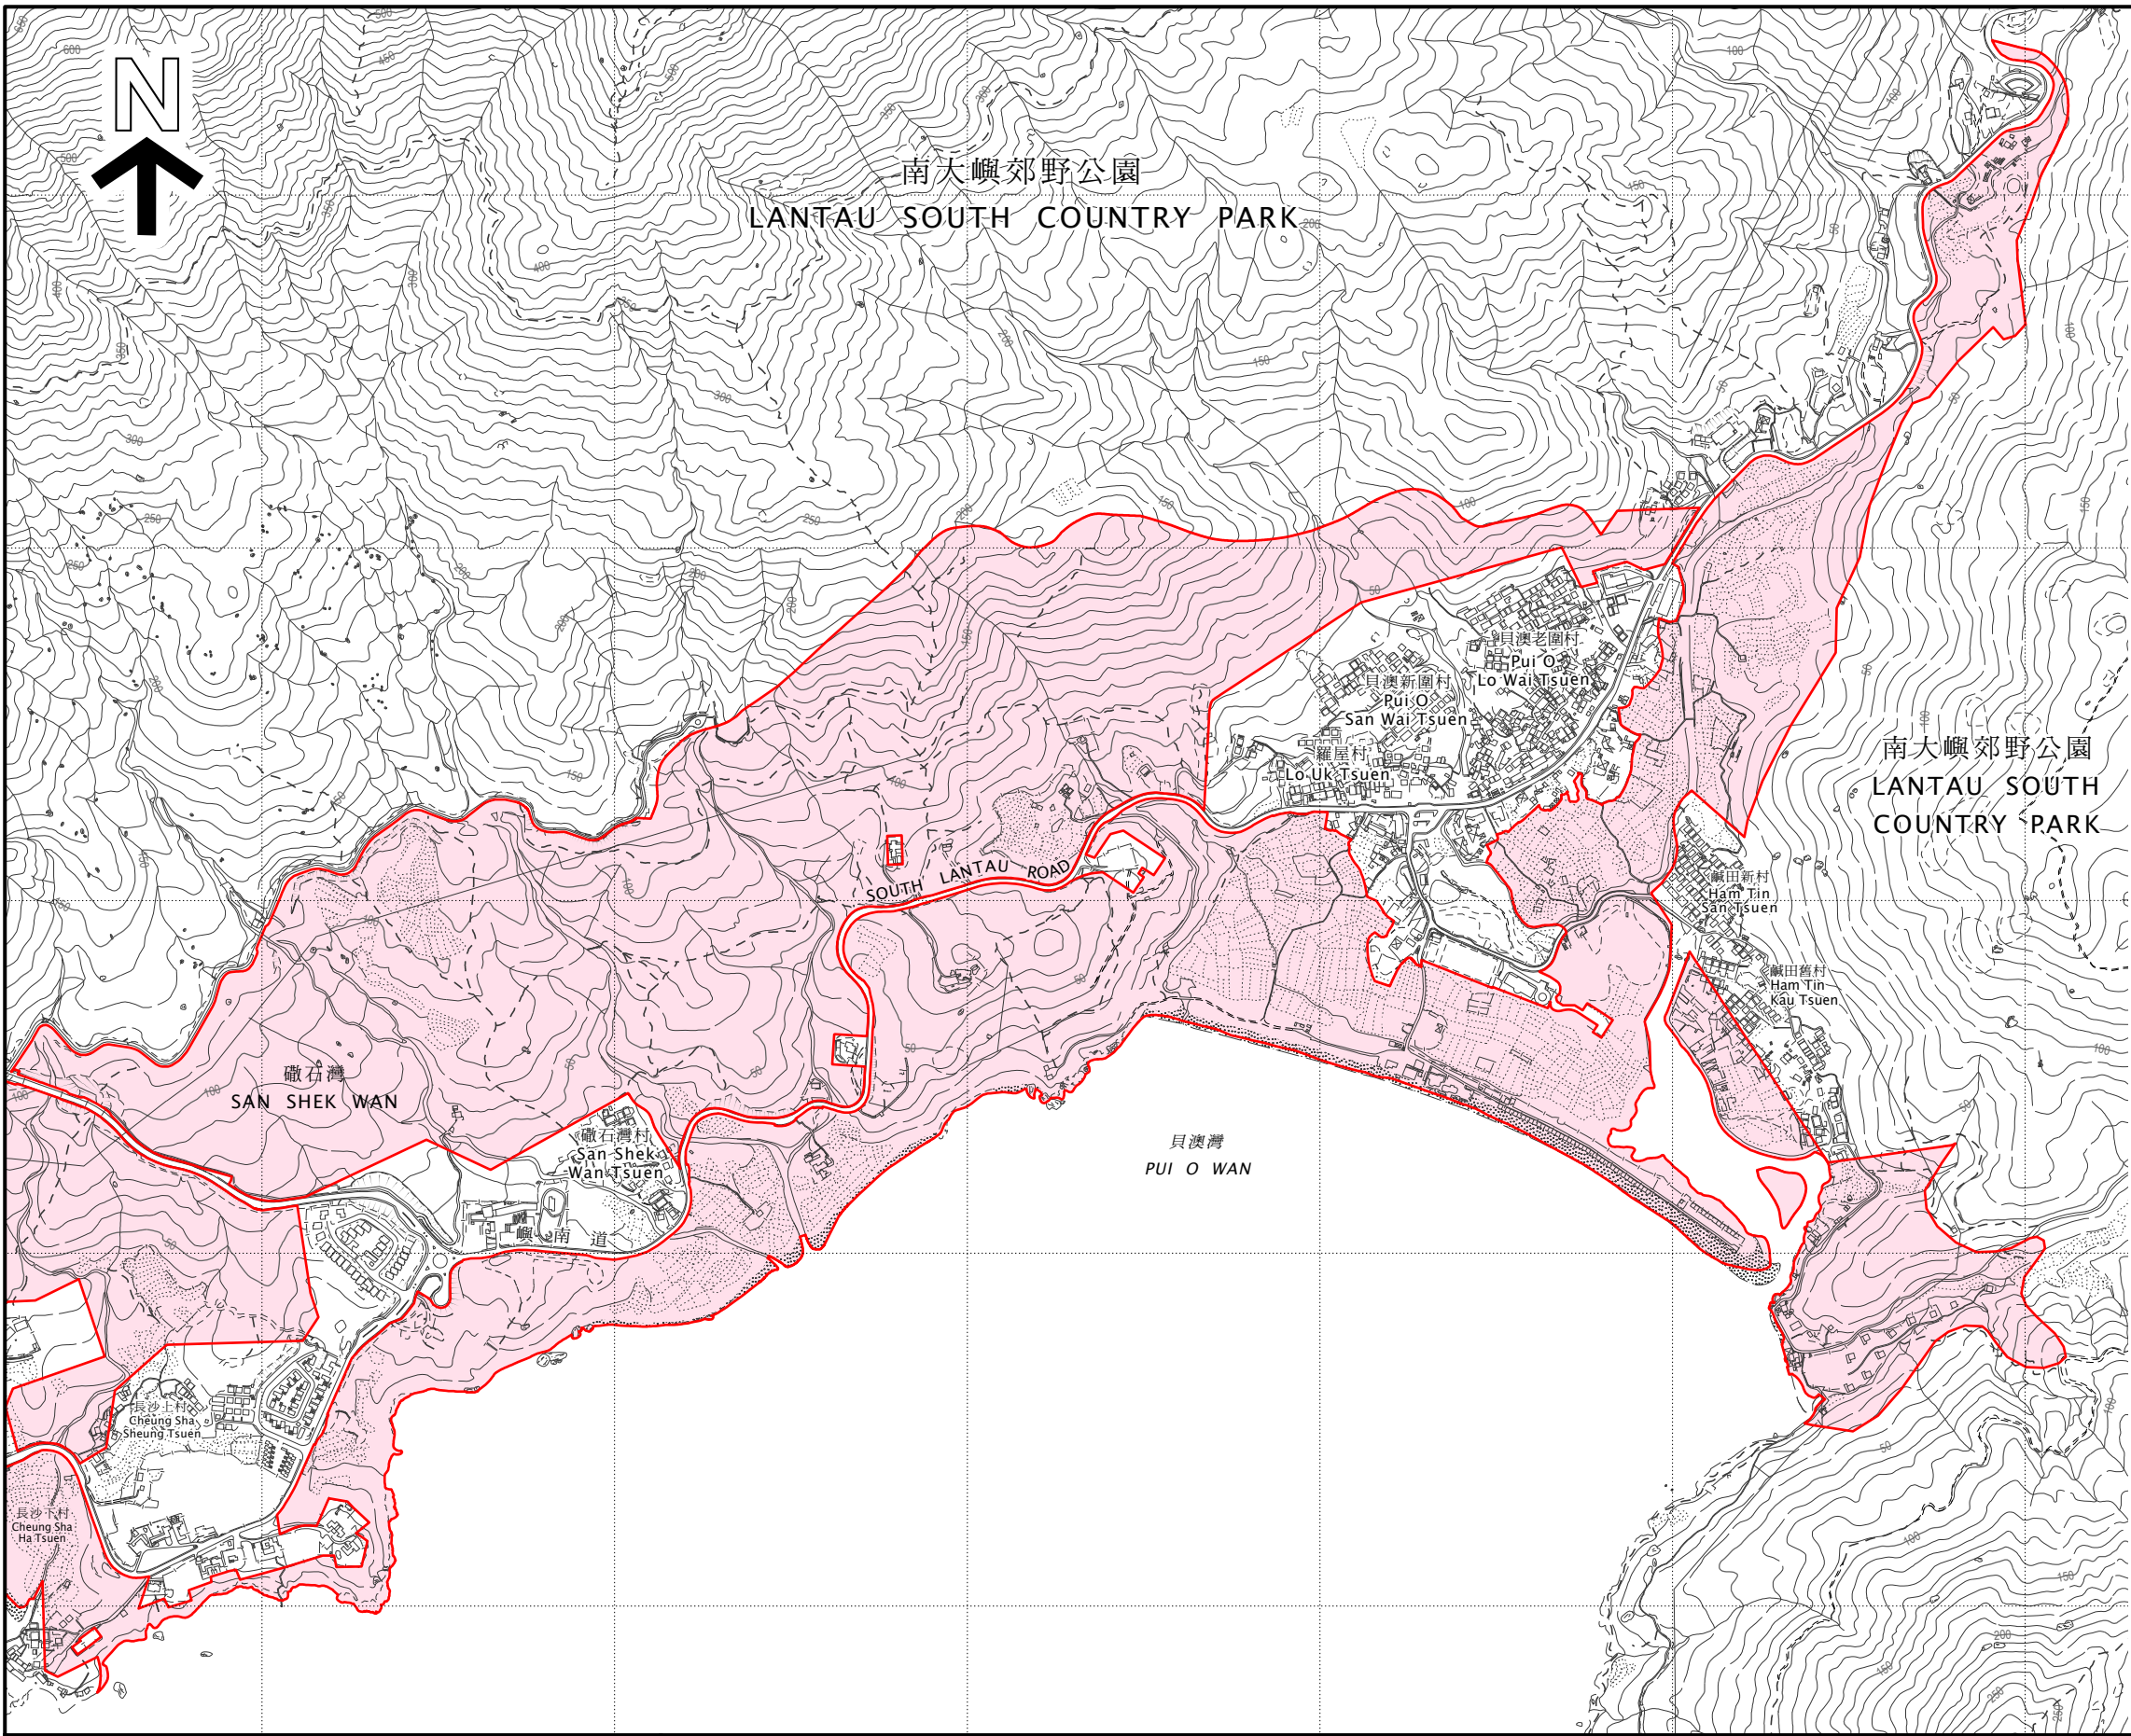 N
南大嶼郊野公園
LANTAU SOUTH COUNTRY PARK
貝澳老圍村
Pui O
Lo Wai Tsuen
貝澳新圍村
Pui O
San Wai Tsuen
羅屋村
Lo Uk Tsuen
南大嶼郊野公園
LANTAU SOUTH
COUNTRY PARK
SOUTH LANTAU ROAD
鹹田新村
Ham Tin
San Tsuen
鹹田舊村
Ham Tin
Kau Tsuen
䃟石灣
SAN SHEK WAN
䃟石灣村
San Shek
Wan Tsuen
貝澳灣
PUI O WAN
嶼南道
長沙上村
Cheung Sha
Sheung Tsuen
長沙下村
Cheung Sha
Ha Tsuen